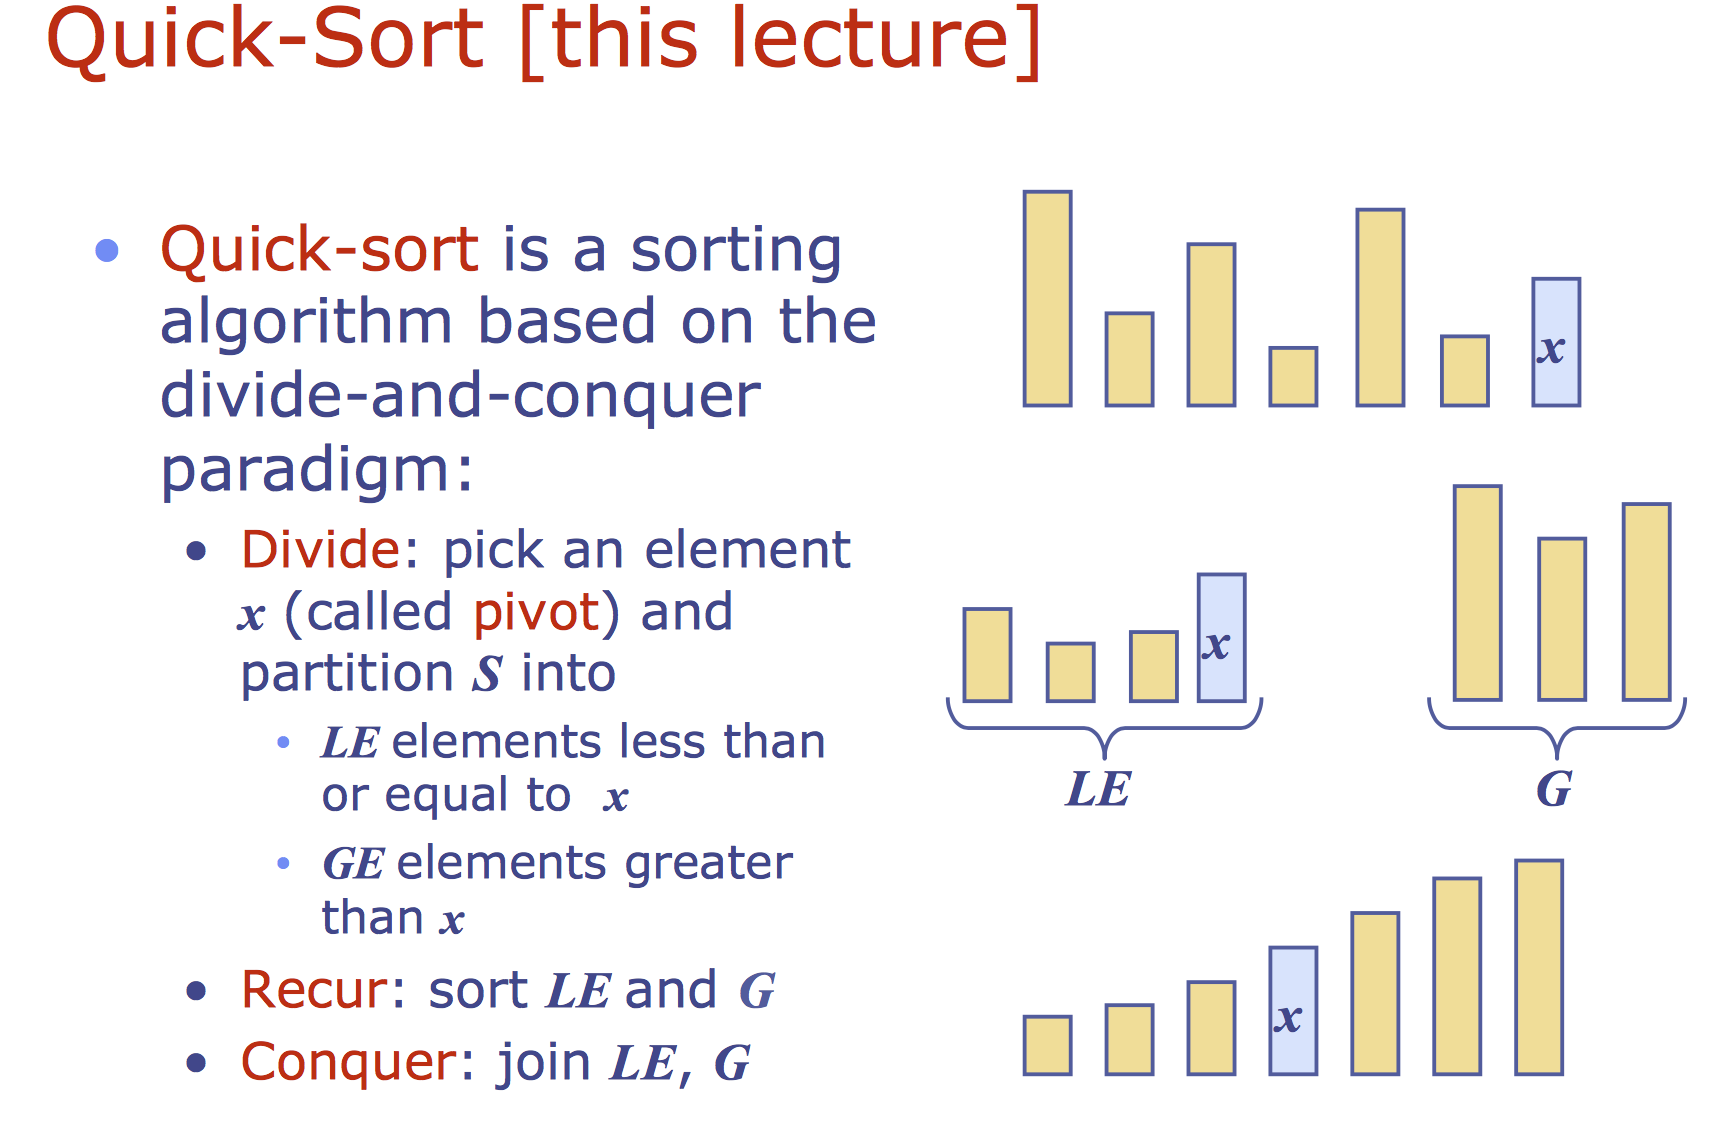 Quick-Sort [this lecture]
• Quick-sort is a sorting
algorithm based on the
divide-and-conquer
paradigm:
• Divide: pick an element
x (called pivot) and
partition S into
• LE elements less than
or equal to x
• GE elements greater
than x
• Recur: sort LE and G
• Conquer: join LE, G
x
x
LE
G
x